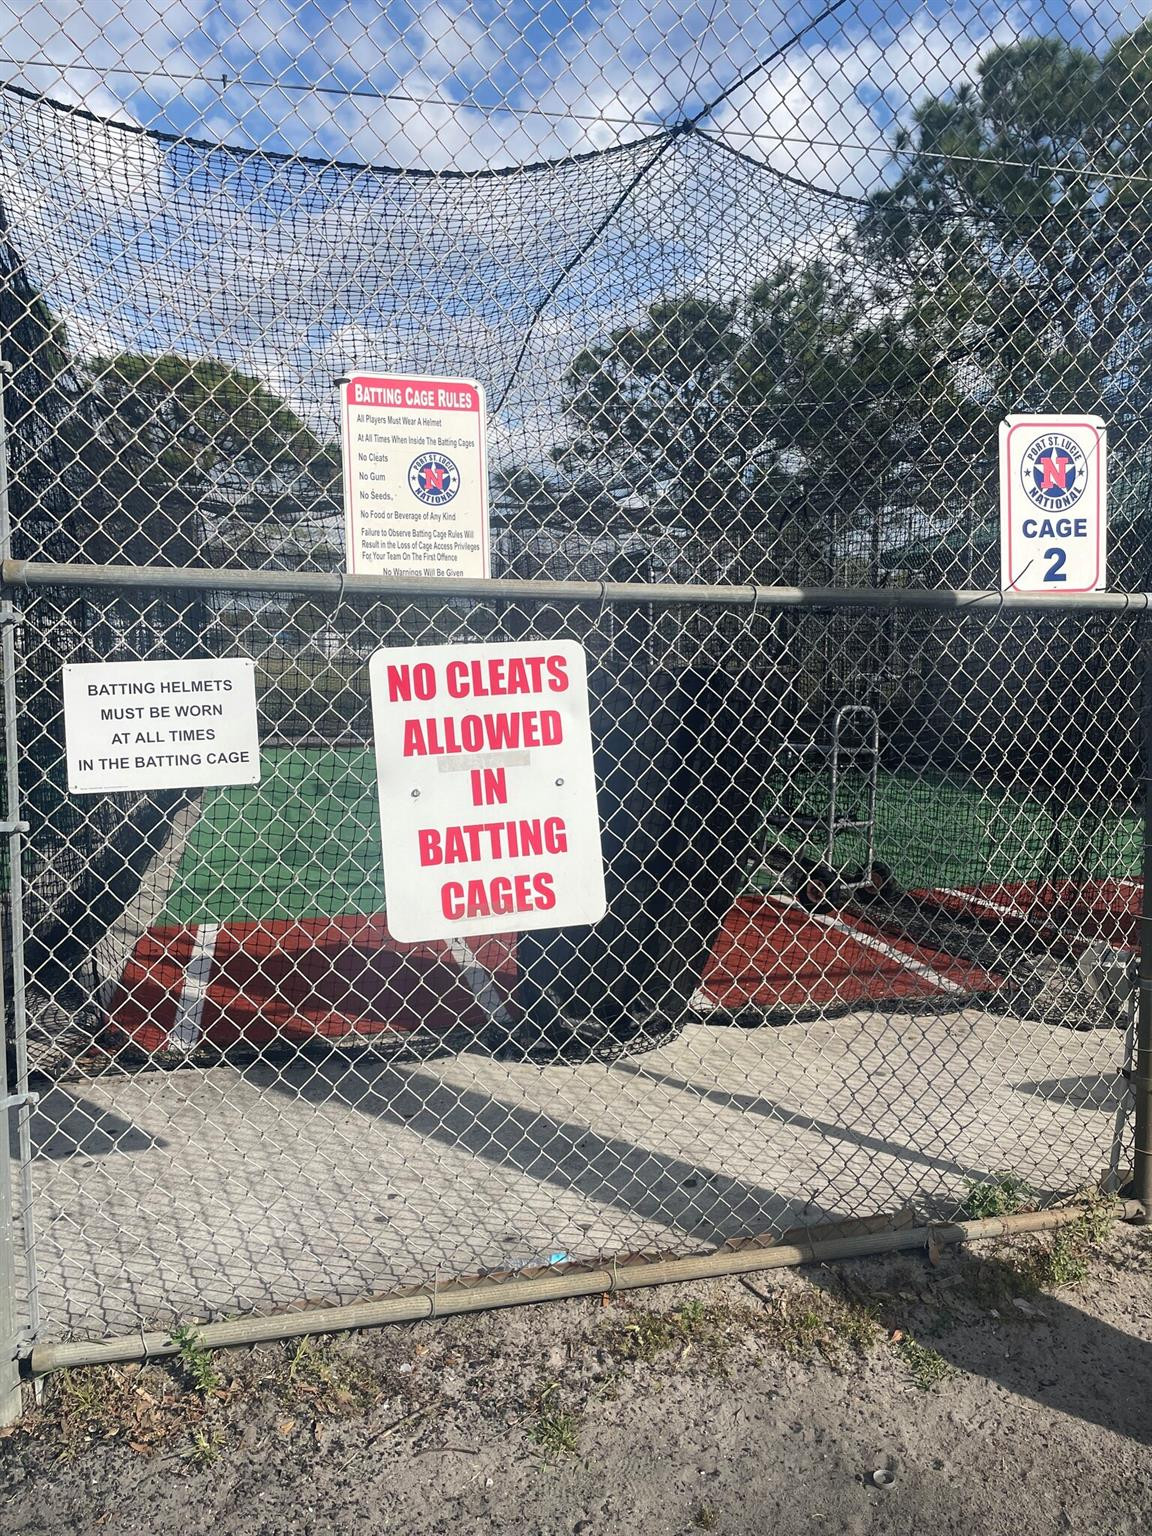 BATTING CAGE RULES
All Players Must Wear A Helmet
At All Times When Inside The Batting Cages
No Cleats
No Gum
No Seeds,
No Food or Beverage of Any Kind
Failure to Observe Batting Cage Rules Will
Result in the Loss of Cage Access Privileges
For Your Team On The First Offence
No Warnings Will Be Given
PORT ST. LUCIE
N
NATIONAL
PORT ST. LUCIE
N
NATIONAL
CAGE
2
BATTING HELMETS
MUST BE WORN
AT ALL TIMES
IN THE BATTING CAGE
NO CLEATS
ALLOWED
IN
BATTING
CAGES